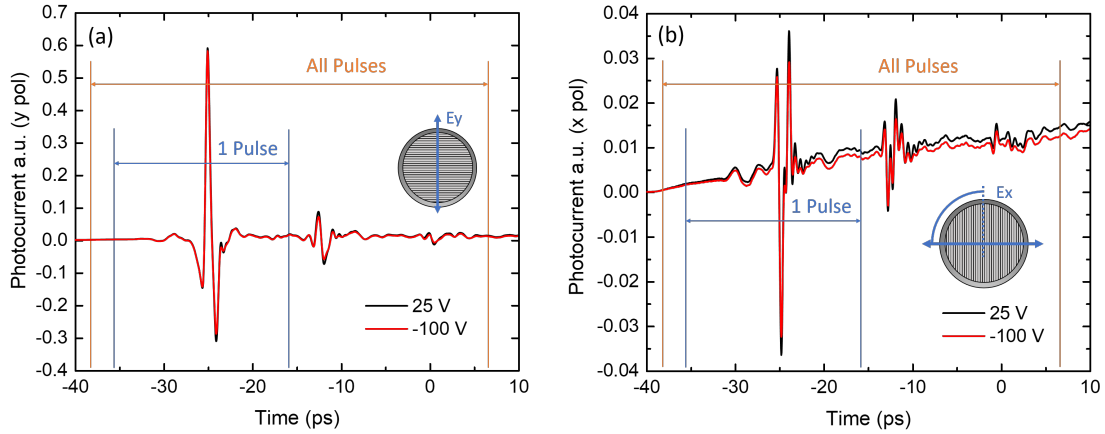 (a)
All Pulses
1 Pulse
Ey
25 V
-100 V
Photocurrent a.u. (y pol)
0.7
0.6
0.5
0.4
0.3
0.2
0.1
0.0
-0.1
-0.2
-0.3
-0.4
-40 -30 -20 -10 0 10
Time (ps)
(b)
All Pulses
1 Pulse
Ex
25 V
-100 V
Photocurrent a.u. (x pol)
0.04
0.03
0.02
0.01
0.00
-0.01
-0.02
-0.03
-0.04
-40 -30 -20 -10 0 10
Time (ps)